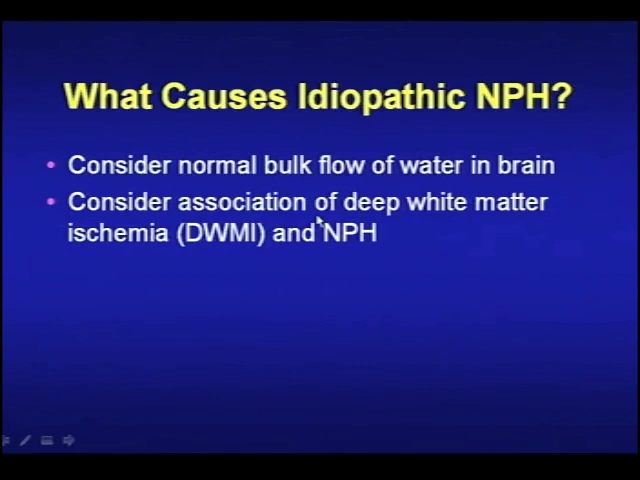 What Causes Idiopathic NPH?
• Consider normal bulk flow of water in brain
• Consider association of deep white matter
ischemia (DWMI) and NPH